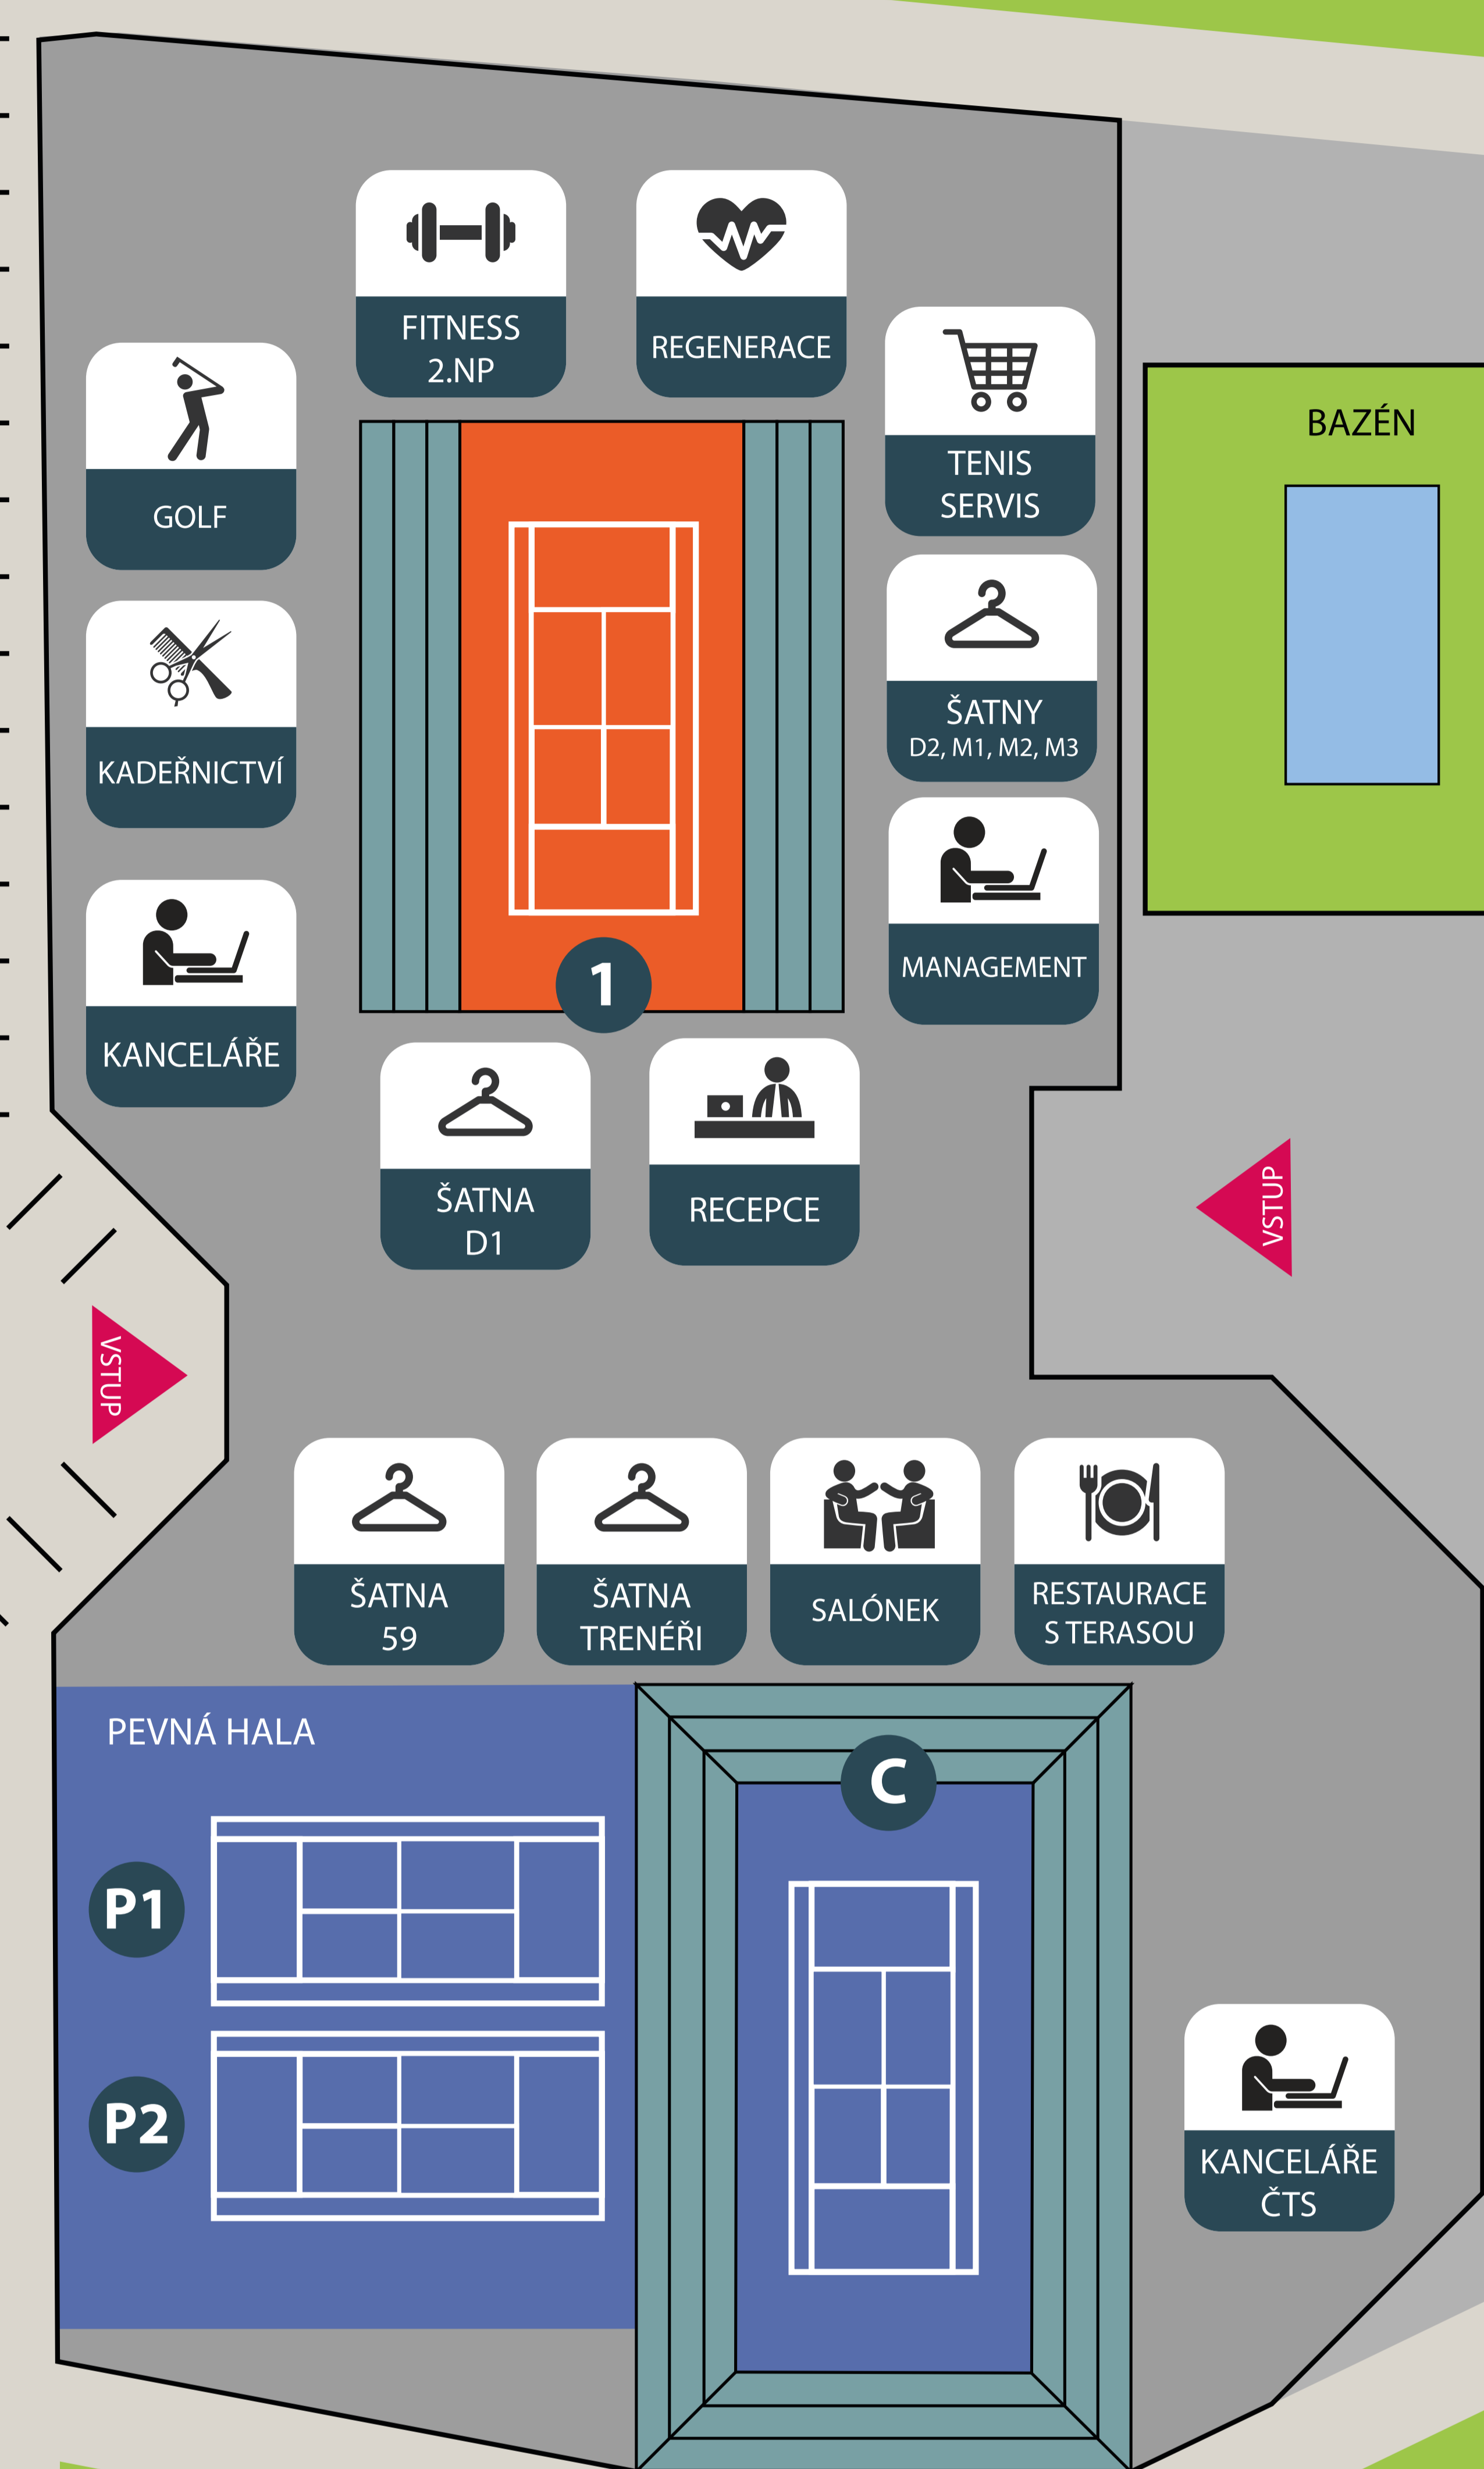 FITNESS
2.NP
REGENERACE
GOLF
TENIS
SERVIS
BAZÉN
KADEŘNICTVÍ
ŠATNY
D2, M1, M2, M3
KANCELÁŘE
MANAGEMENT
1
ŠATNA
D1
RECEPCE
VSTUP
VSTUP
ŠATNA
59
ŠATNA
TRENÉŘI
SALÓNEK
RESTAURACE
S TERASOU
PEVNÁ HALA
C
P1
P2
KANCELÁŘE
ČTS